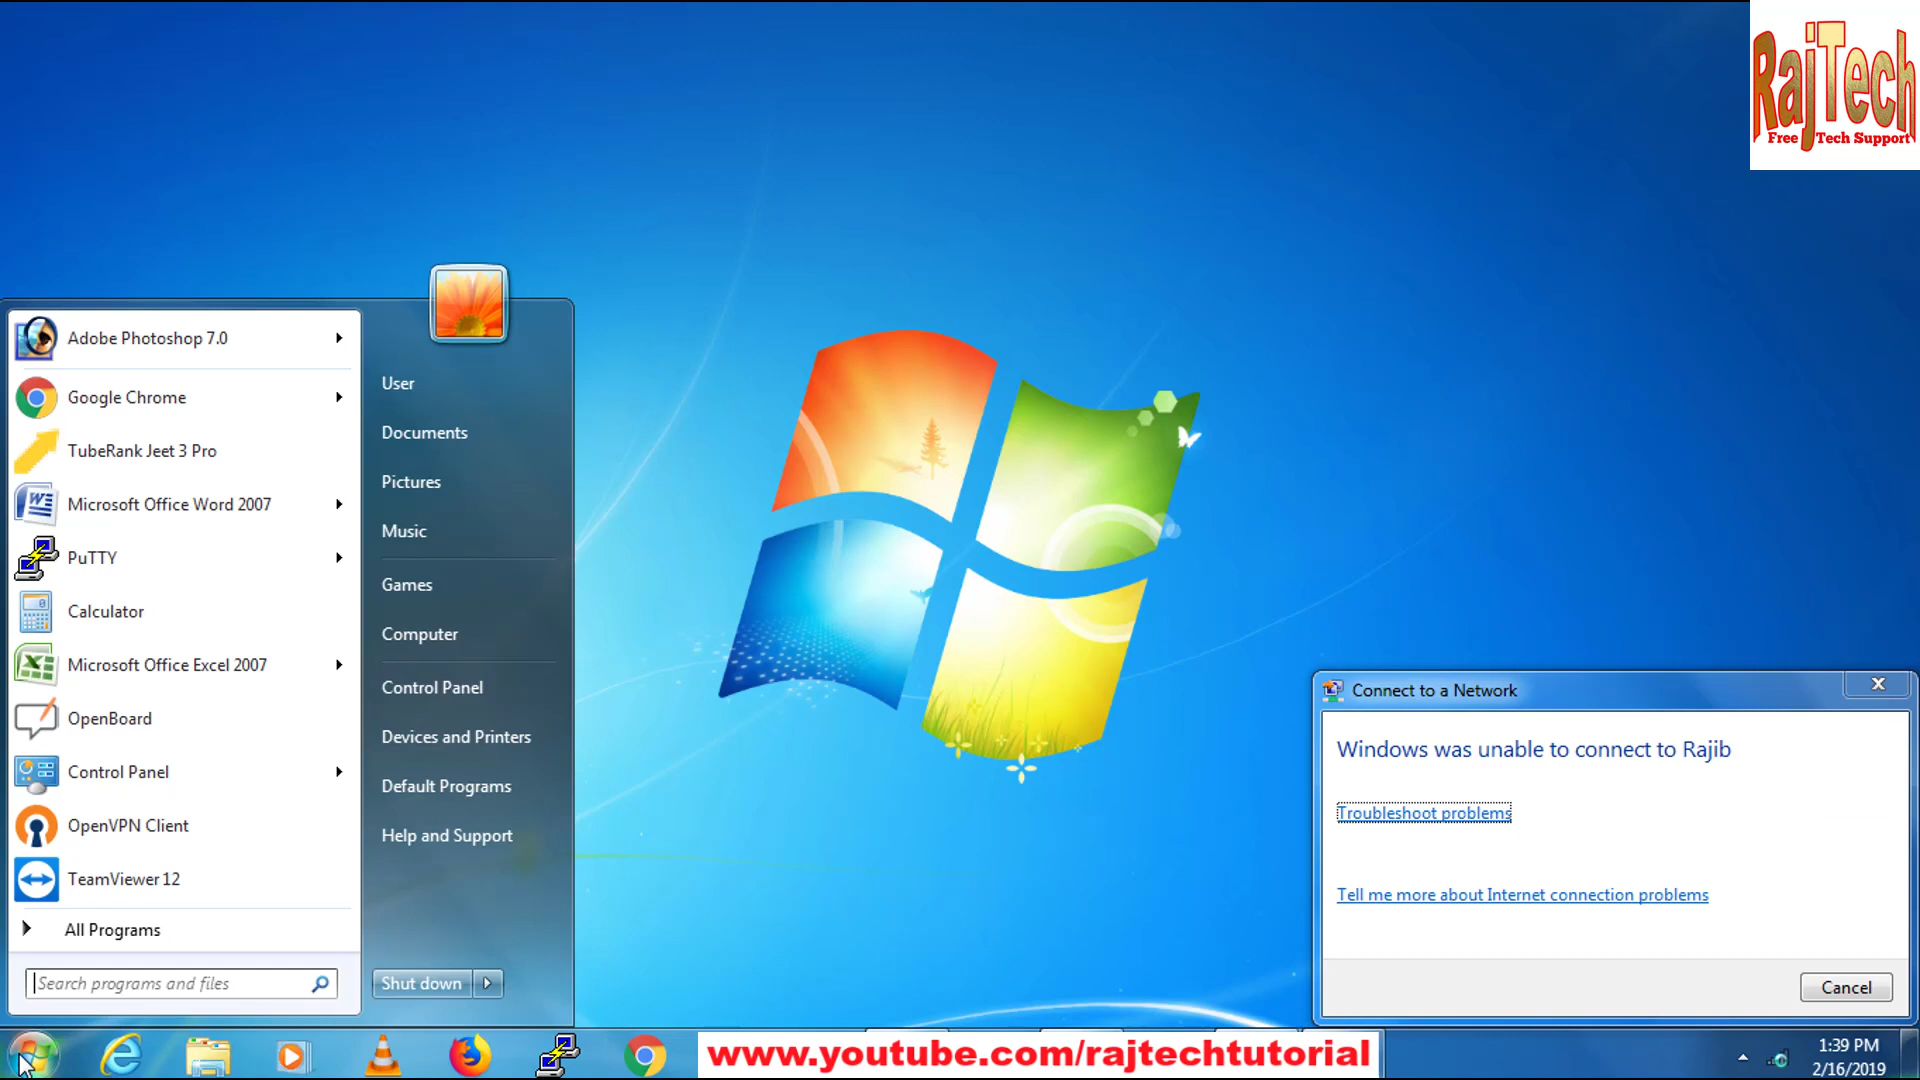 RajTech
Free Tech Support
Adobe Photoshop 7.0
Google Chrome
TubeRank Jeet 3 Pro
Microsoft Office Word 2007
PuTTY
Calculator
Microsoft Office Excel 2007
OpenBoard
Control Panel
OpenVPN Client
TeamViewer 12
All Programs
Search programs and files
User
Documents
Pictures
Music
Games
Computer
Control Panel
Devices and Printers
Default Programs
Help and Support
Shut down
Connect to a Network
Windows was unable to connect to Rajib
Troubleshoot problems
Tell me more about Internet connection problems
Cancel
www.youtube.com/rajtechtutorial
1:39 PM
2/16/2019